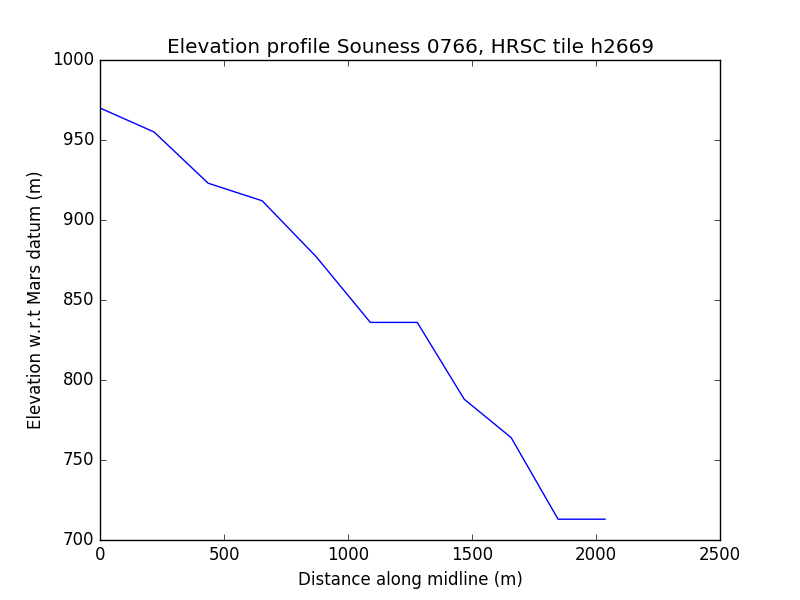 Elevation profile Souness 0766, HRSC tile h2669
1000
950
900
850
800
750
700
Elevation w.r.t Mars datum (m)
0 500 1000 1500 2000 2500
Distance along midline (m)